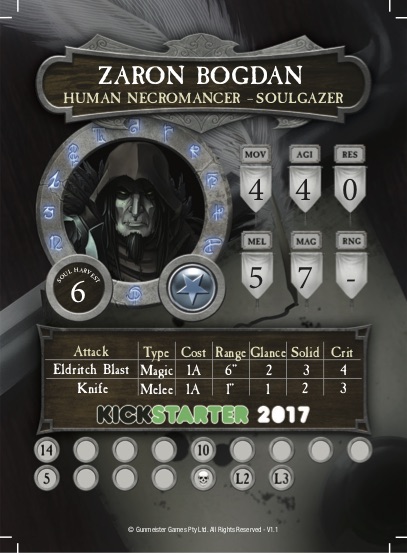 ZARON BOGDAN
HUMAN NECROMANCER - SOULGAZER
MOV AGI RES
4 4 0
MEL MAG RNG
5 7 -
SOUL HARVEST
6
Attack Type Cost Range Glance Solid Crit
Eldritch Blast Magic 1A 6" 2 3 4
Knife Melee 1A 1" 1 2 3
KICKSTARTER 2017
14 10
5 L2 L3
© Gunmeister Games Pty Ltd. All Rights Reserved - V1.1